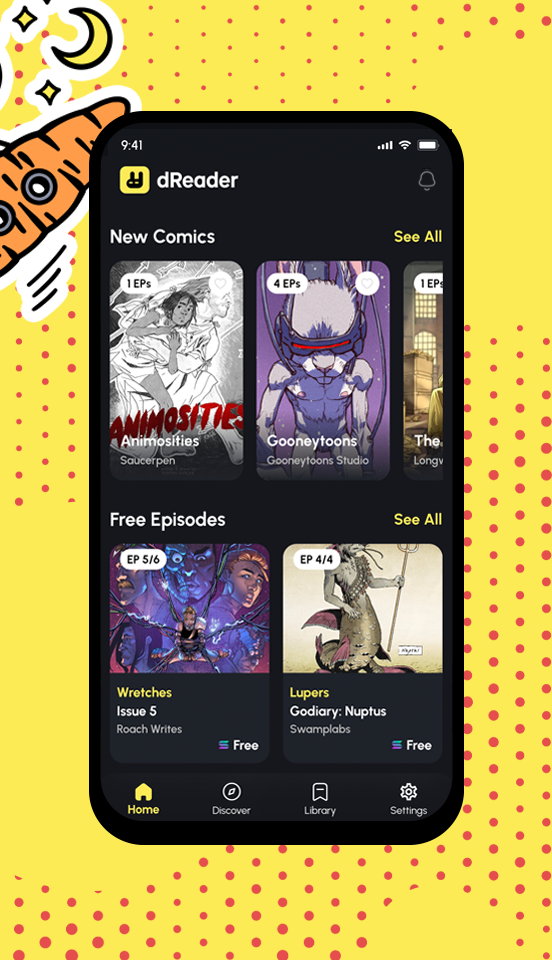 9:41
dReader
New Comics
See All
1 EPs
4 EPs
1 EPs
ANIMOSITIES
Animosities
Gooneytoons
The
Saucerpen
Gooneytoons Studio
Longv
Free Episodes
See All
EP 5/6
EP 4/4
Nuptus
Wretches
Lupers
Issue 5
Godiary: Nuptus
Roach Writes
Swamplabs
Free
Free
Home
Discover
Library
Settings